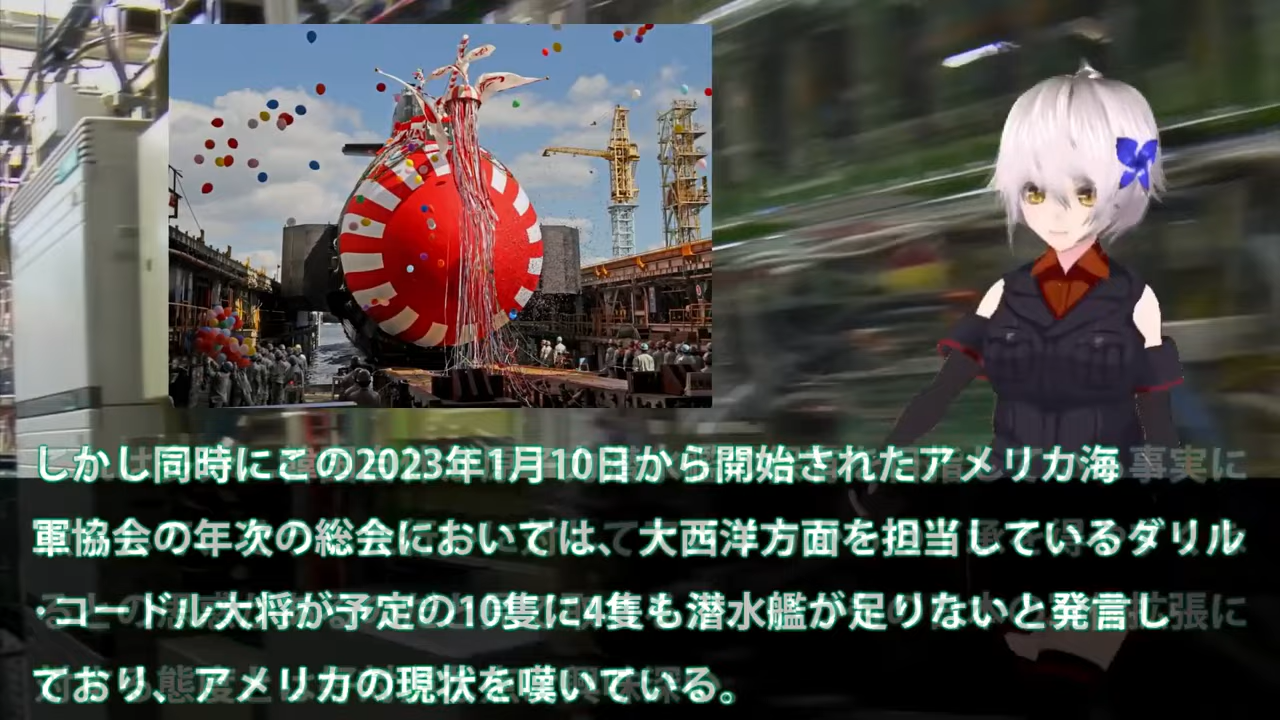 しかし同時にこの2023年1月10日から開始されたアメリカ海
軍協会の年次の総会においては、大西洋方面を担当しているダリル
・コードル大将が予定の10隻に4隻も潜水艦が足りないと発言し
ており、アメリカの現状を嘆いている。